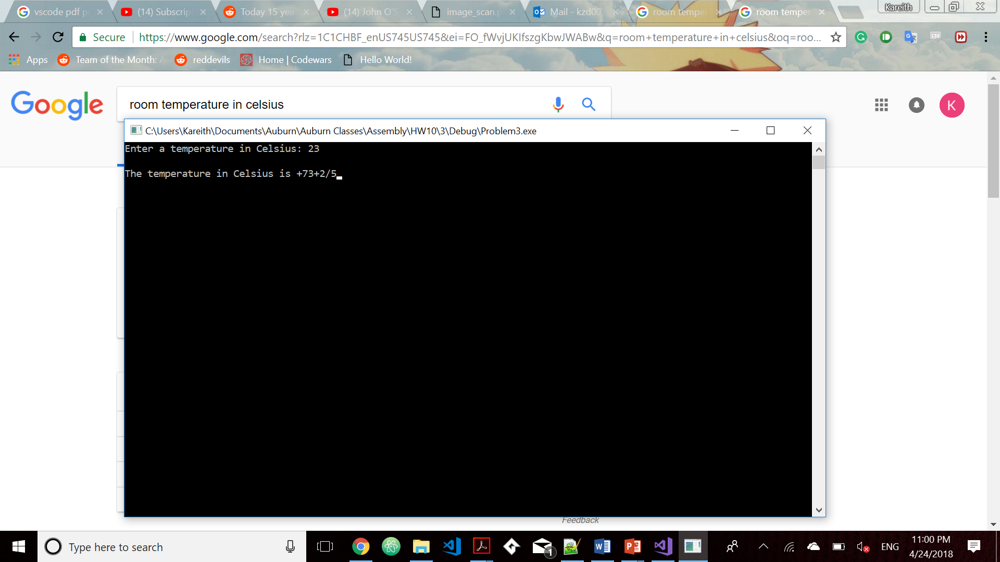 vscode pdf p
(14) Subscrip
Today 15 yea
(14) John O'S
image_scan.p
Mail - kzd00
room temper
room temper
Kareith
Secure
https://www.google.com/search?rlz=1C1CHBF_enUS745US745&ei=FO_fWvjUKIfszgKbwJWABw&q=room+temperature+in+celsius&oq=roo...
CSS
Apps
Team of the Month:
reddevils
Home | Codewars
Hello World!
Google
room temperature in celsius
K
C:\Users\Kareith\Documents\Auburn\Auburn Classes\Assembly\HW10\3\Debug\Problem3.exe
Enter a temperature in Celsius: 23
The temperature in Celsius is +73+2/5
Feedback
Type here to search
1
ENG
11:00 PM
4/24/2018